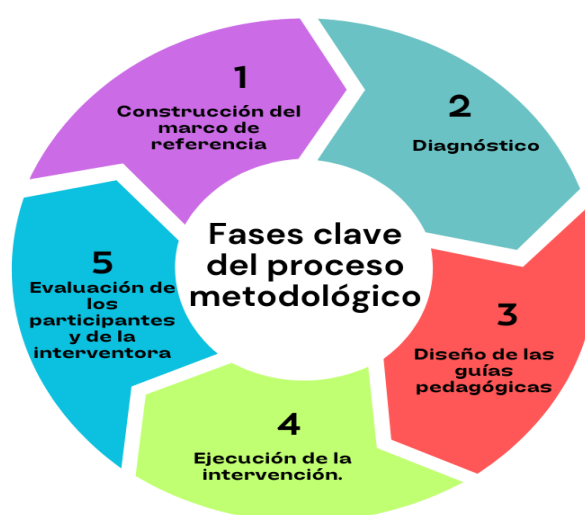 1
Construcción del
marco de
referencia
2
Diagnóstico
Fases clave
del proceso
metodológico
3
Diseño de las
guías
pedagógicas
4
Ejecución de la
intervención.
5
Evaluación de
los
participantes
y de la
interventora